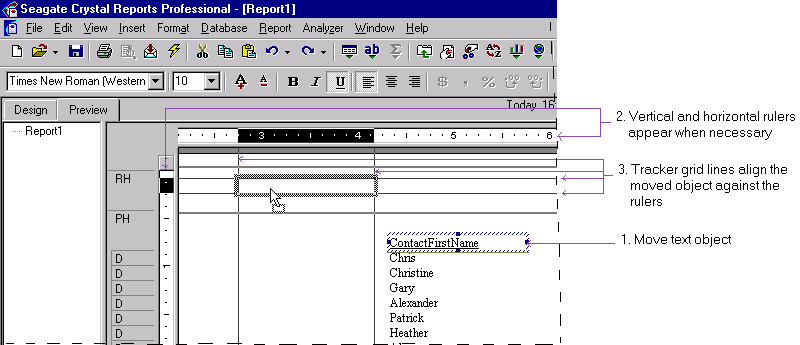 Seagate Crystal Reports Professional - [Report1]
File Edit View Insert Format Database Report Analyzer Window
Times New Roman (Western 10 A A B I U $ , %
Design Preview Today, 16
Report1
3 4 5 6
2. Vertical and horizontal rulers
appear when necessary
3. Tracker grid lines align the
moved object against the
rulers
RH
PH
1
ContactFirstName
1. Move text object
D Chris
D Christine
D Gary
D Alexander
D Patrick
D Heather